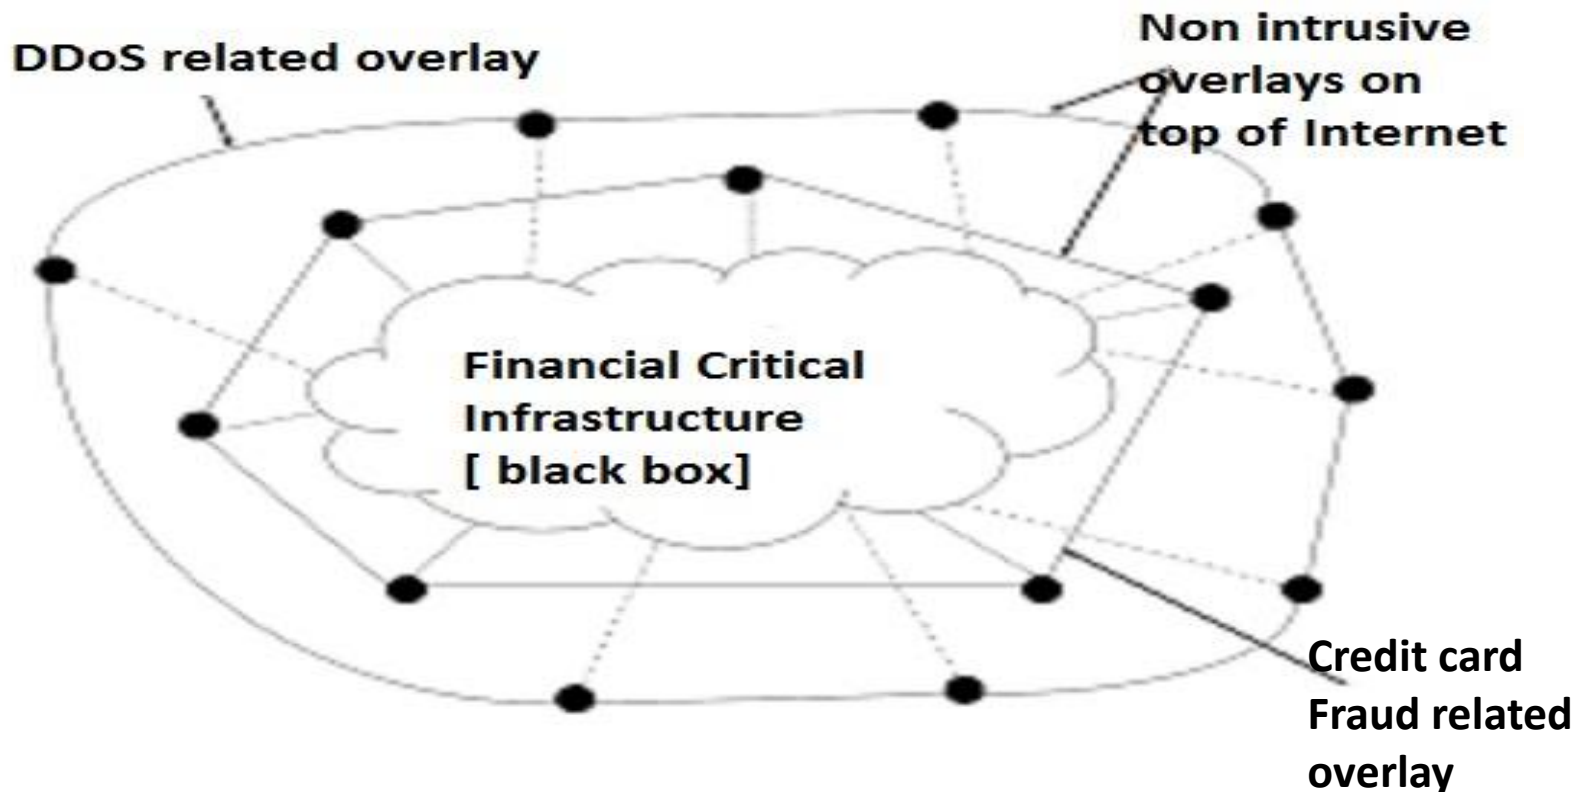 DDoS related overlay
Non intrusive
overlays on
top of Internet
Financial Critical
Infrastructure
[ black box]
Credit card
Fraud related
overlay